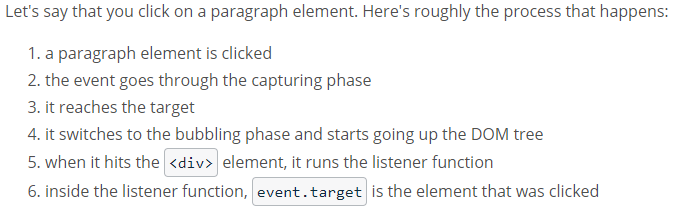 Let's say that you click on a paragraph element. Here's roughly the process that happens:
1. a paragraph element is clicked
2. the event goes through the capturing phase
3. it reaches the target
4. it switches to the bubbling phase and starts going up the DOM tree
5. when it hits the <div> element, it runs the listener function
6. inside the listener function, event.target is the element that was clicked